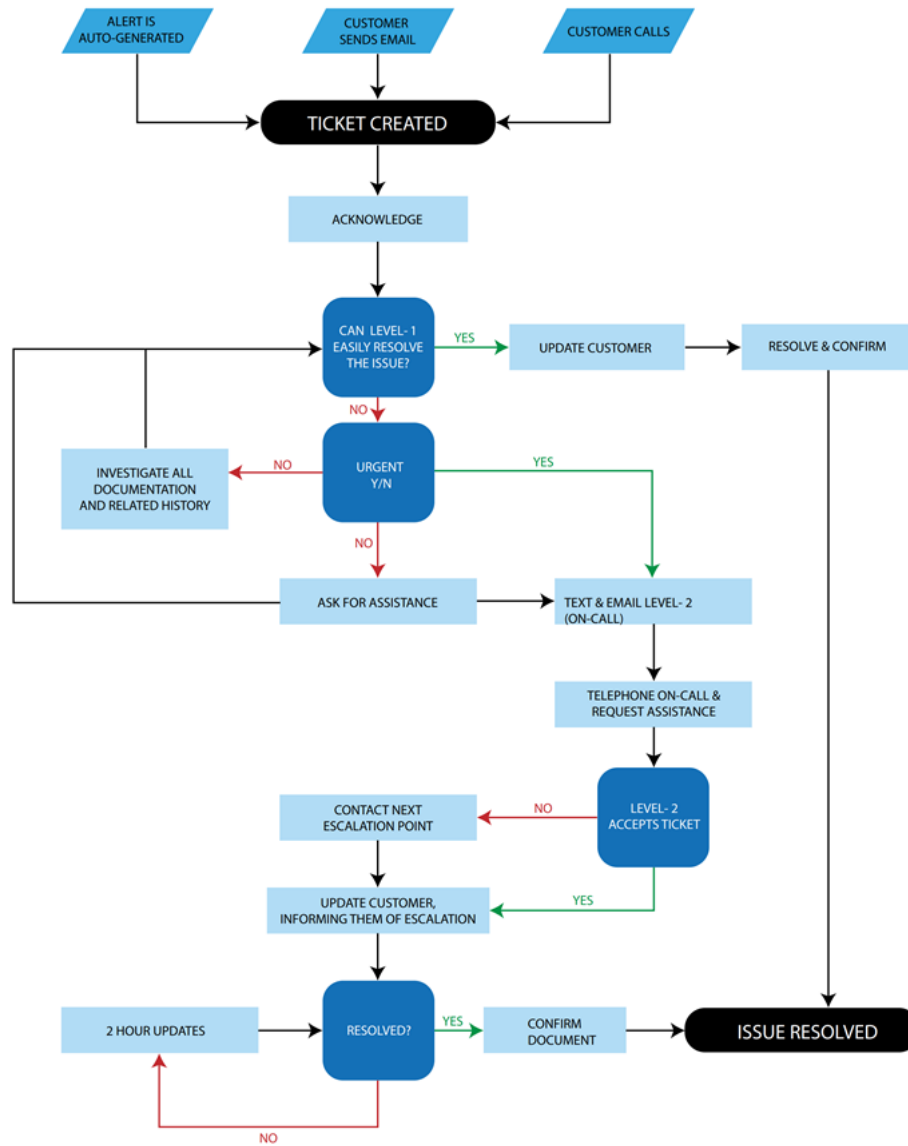 ALERT IS
AUTO-GENERATED
CUSTOMER
SENDS EMAIL
CUSTOMER CALLS
TICKET CREATED
ACKNOWLEDGE
CAN LEVEL- 1
EASILY RESOLVE
THE ISSUE?
YES
UPDATE CUSTOMER
RESOLVE & CONFIRM
NO
INVESTIGATE ALL
DOCUMENTATION
AND RELATED HISTORY
NO
URGENT
Y/N
YES
NO
ASK FOR ASSISTANCE
TEXT & EMAIL LEVEL- 2
(ON-CALL)
TELEPHONE ON-CALL &
REQUEST ASSISTANCE
CONTACT NEXT
ESCALATION POINT
NO
LEVEL- 2
ACCEPTS TICKET
UPDATE CUSTOMER,
INFORMING THEM OF ESCALATION
YES
2 HOUR UPDATES
RESOLVED?
YES
CONFIRM
DOCUMENT
ISSUE RESOLVED
NO